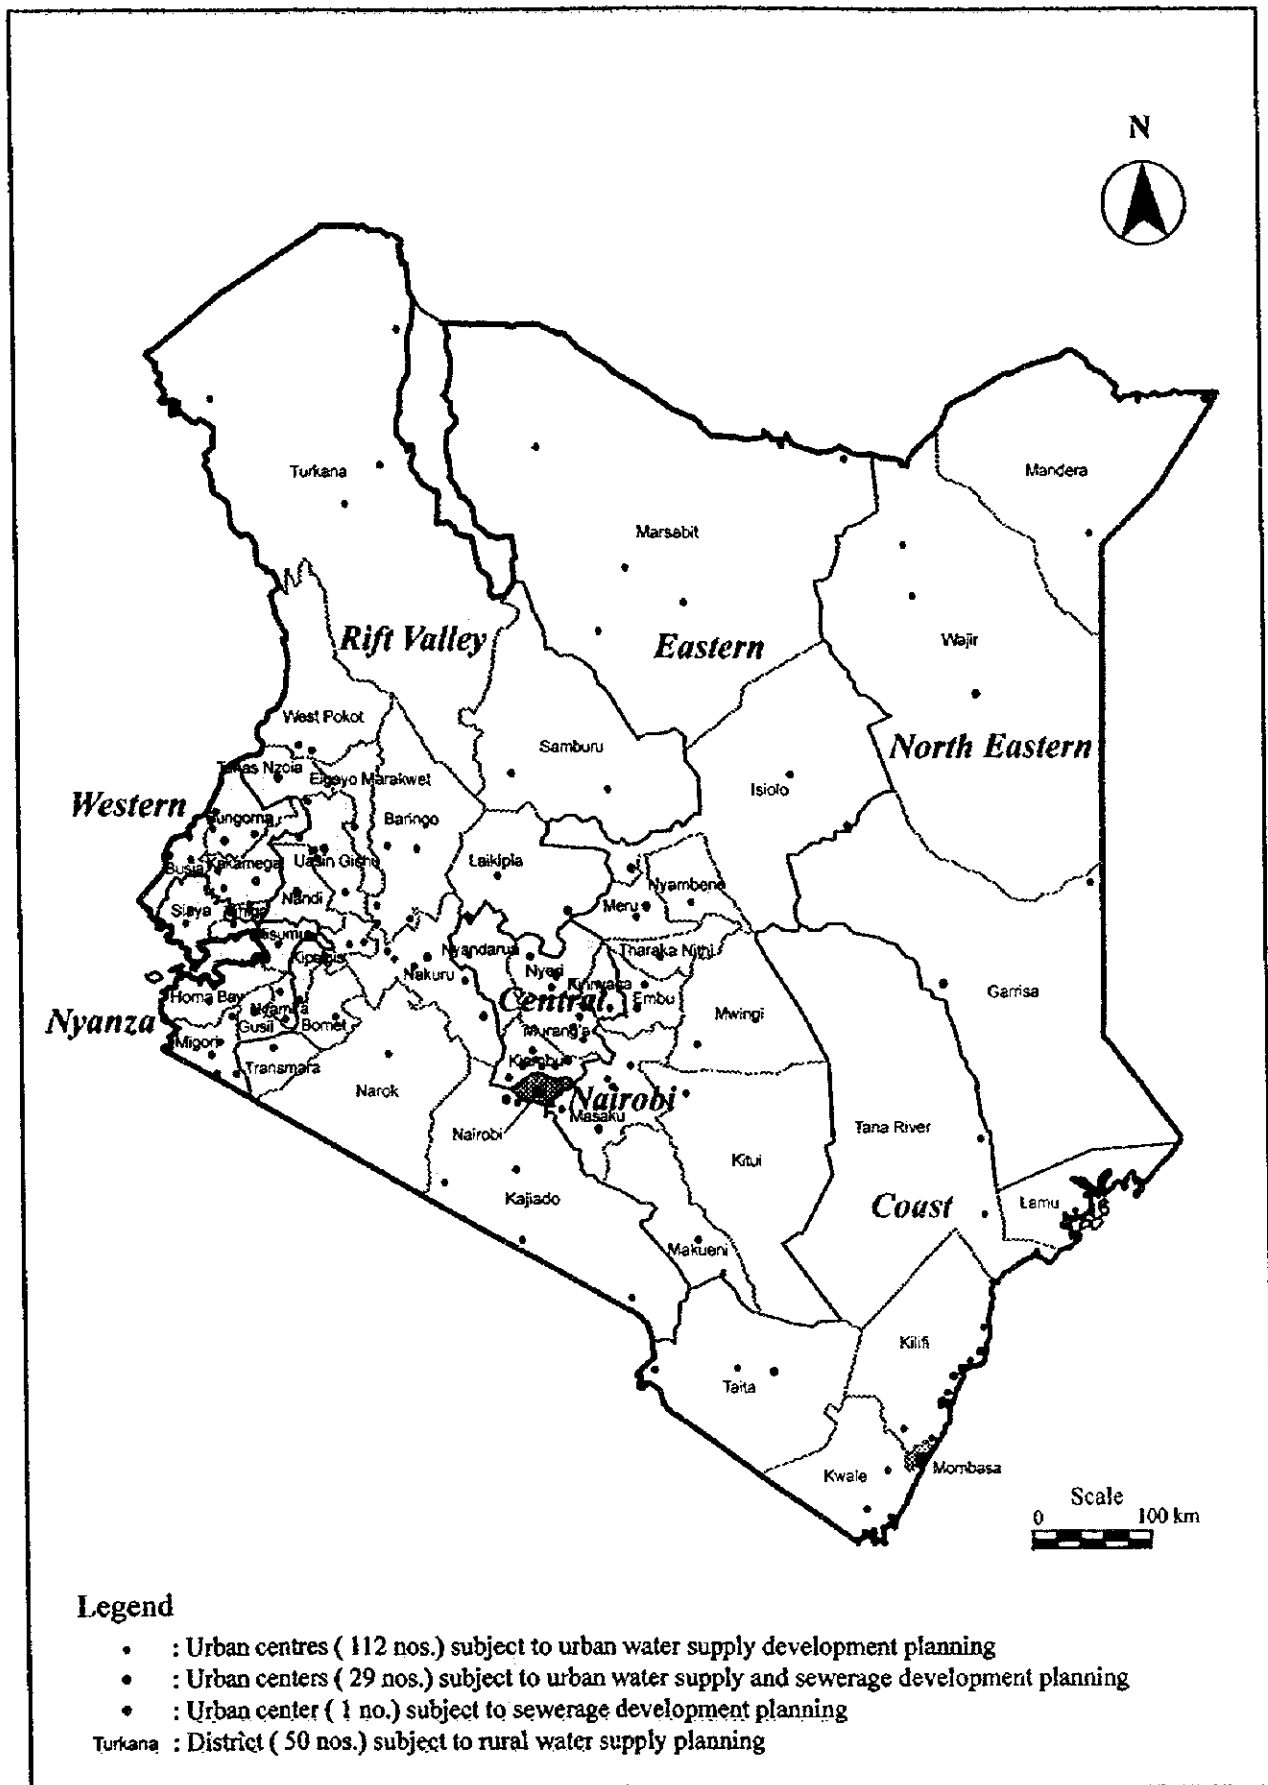 N
Turkana
Mandera
Marsabit
Rift Valley
Eastern
Wajir
West Pokot
Samburu
North Eastern
Elgeyo Marakwet
Isiolo
Western
Bungoma
Baringo
Busia
Kakamega
Uasin Gishu
Laikipia
Nyambene
Nandi
Meru
Siaya
Nyandarua
Tharaka Nithi
Nakuru
Nyeri
Kirinyaga
Homa Bay
Central
Embu
Garrisa
Nyanza
Nyamira
Gusii
Bomet
Murang'a
Mwingi
Migori
Transmara
Kiambu
Narok
Nairobi
Masaku
Nairobi
Tana River
Kitui
Kajiado
Coast
Lamu
Makueni
Kilifi
Taita
Kwale
Mombasa
Scale
0 100 km
Legend
• : Urban centres ( 112 nos.) subject to urban water supply development planning
• : Urban centers ( 29 nos.) subject to urban water supply and sewerage development planning
• : Urban center ( 1 no.) subject to sewerage development planning
Turkana : District ( 50 nos.) subject to rural water supply planning